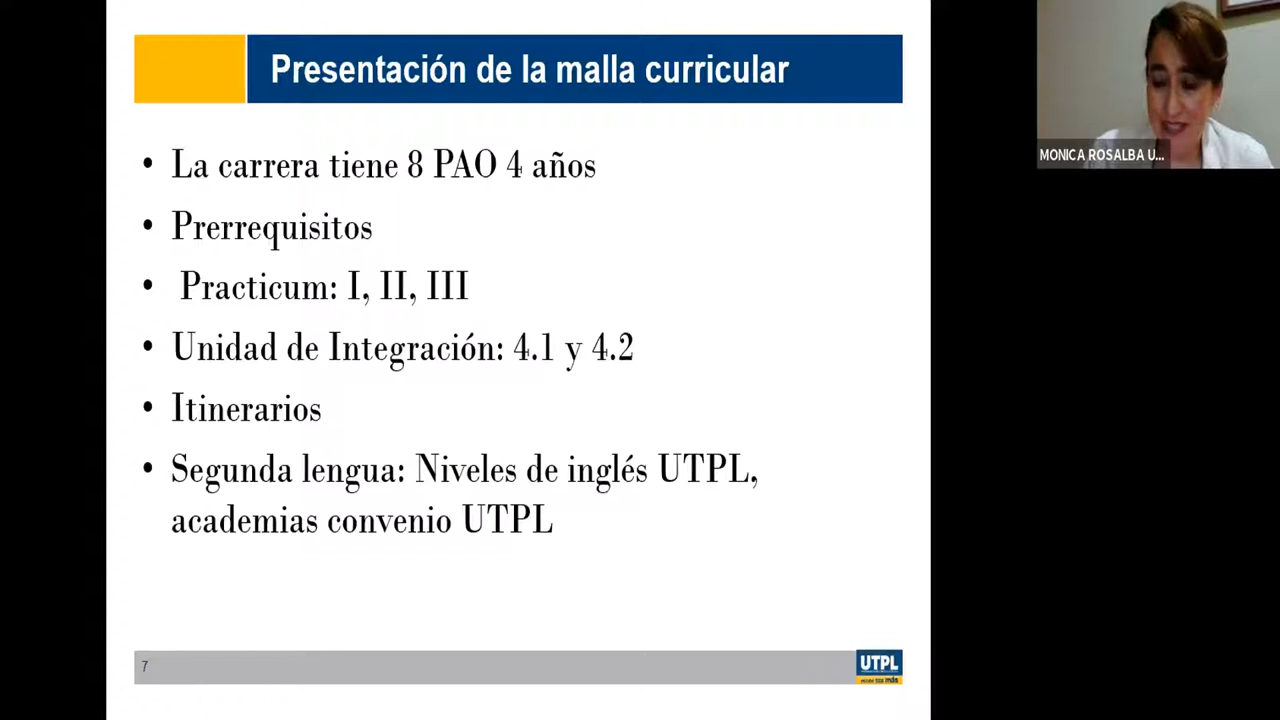 Presentación de la malla curricular
• La carrera tiene 8 PAO 4 años
• Prerrequisitos
• Practicum: I, II, III
• Unidad de Integración: 4.1 y 4.2
• Itinerarios
• Segunda lengua: Niveles de inglés UTPL,
academias convenio UTPL
7
UTPL
MONICA ROSALBA U...